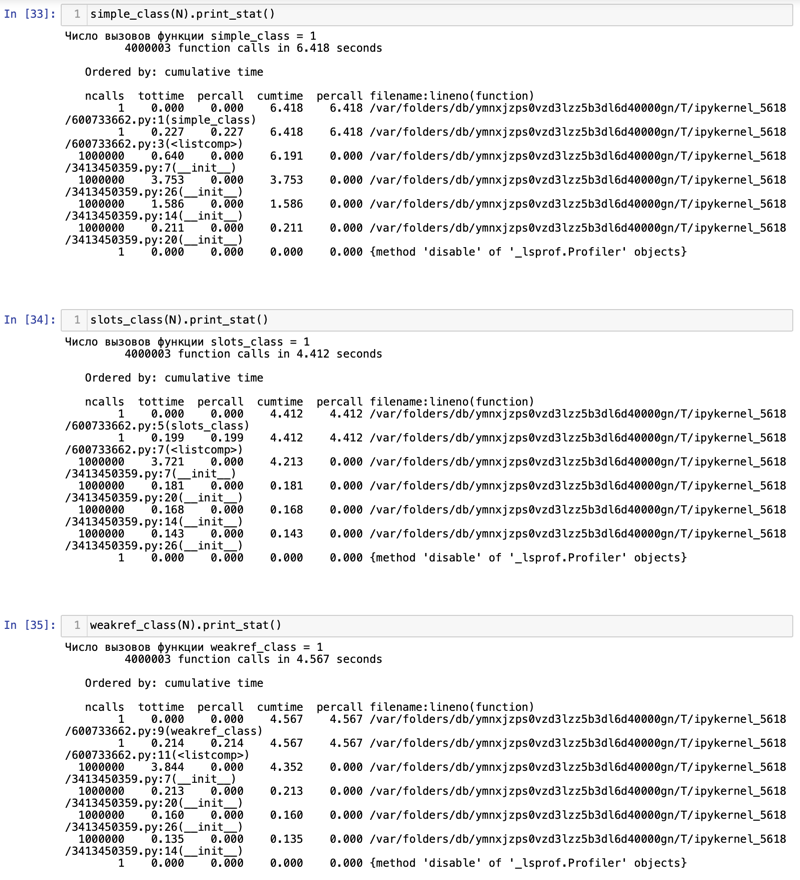 In [33]: 1 simple_class(N).print_stat()
Число вызовов функции simple_class = 1
4000003 function calls in 6.418 seconds
Ordered by: cumulative time
ncalls tottime percall cumtime percall filename:lineno(function)
1 0.000 0.000 6.418 6.418 /var/folders/db/ymnxjzps0vzd3lzz5b3dl6d40000gn/T/ipykernel_5618
/600733662.py:1(simple_class)
1 0.227 0.227 6.418 6.418 /var/folders/db/ymnxjzps0vzd3lzz5b3dl6d40000gn/T/ipykernel_5618
/600733662.py:3(<listcomp>)
1000000 0.640 0.000 6.191 0.000 /var/folders/db/ymnxjzps0vzd3lzz5b3dl6d40000gn/T/ipykernel_5618
/3413450359.py:7(__init__)
1000000 3.753 0.000 3.753 0.000 /var/folders/db/ymnxjzps0vzd3lzz5b3dl6d40000gn/T/ipykernel_5618
/3413450359.py:26(__init__)
1000000 1.586 0.000 1.586 0.000 /var/folders/db/ymnxjzps0vzd3lzz5b3dl6d40000gn/T/ipykernel_5618
/3413450359.py:14(__init__)
1000000 0.211 0.000 0.211 0.000 /var/folders/db/ymnxjzps0vzd3lzz5b3dl6d40000gn/T/ipykernel_5618
/3413450359.py:20(__init__)
1 0.000 0.000 0.000 0.000 {method 'disable' of '_lsprof.Profiler' objects}
In [34]: 1 slots_class(N).print_stat()
Число вызовов функции slots_class = 1
4000003 function calls in 4.412 seconds
Ordered by: cumulative time
ncalls tottime percall cumtime percall filename:lineno(function)
1 0.000 0.000 4.412 4.412 /var/folders/db/ymnxjzps0vzd3lzz5b3dl6d40000gn/T/ipykernel_5618
/600733662.py:5(slots_class)
1 0.199 0.199 4.412 4.412 /var/folders/db/ymnxjzps0vzd3lzz5b3dl6d40000gn/T/ipykernel_5618
/600733662.py:7(<listcomp>)
1000000 3.721 0.000 4.213 0.000 /var/folders/db/ymnxjzps0vzd3lzz5b3dl6d40000gn/T/ipykernel_5618
/3413450359.py:7(__init__)
1000000 0.181 0.000 0.181 0.000 /var/folders/db/ymnxjzps0vzd3lzz5b3dl6d40000gn/T/ipykernel_5618
/3413450359.py:20(__init__)
1000000 0.168 0.000 0.168 0.000 /var/folders/db/ymnxjzps0vzd3lzz5b3dl6d40000gn/T/ipykernel_5618
/3413450359.py:14(__init__)
1000000 0.143 0.000 0.143 0.000 /var/folders/db/ymnxjzps0vzd3lzz5b3dl6d40000gn/T/ipykernel_5618
/3413450359.py:26(__init__)
1 0.000 0.000 0.000 0.000 {method 'disable' of '_lsprof.Profiler' objects}
In [35]: 1 weakref_class(N).print_stat()
Число вызовов функции weakref_class = 1
4000003 function calls in 4.567 seconds
Ordered by: cumulative time
ncalls tottime percall cumtime percall filename:lineno(function)
1 0.000 0.000 4.567 4.567 /var/folders/db/ymnxjzps0vzd3lzz5b3dl6d40000gn/T/ipykernel_5618
/600733662.py:9(weakref_class)
1 0.214 0.214 4.567 4.567 /var/folders/db/ymnxjzps0vzd3lzz5b3dl6d40000gn/T/ipykernel_5618
/600733662.py:11(<listcomp>)
1000000 3.844 0.000 4.352 0.000 /var/folders/db/ymnxjzps0vzd3lzz5b3dl6d40000gn/T/ipykernel_5618
/3413450359.py:7(__init__)
1000000 0.213 0.000 0.213 0.000 /var/folders/db/ymnxjzps0vzd3lzz5b3dl6d40000gn/T/ipykernel_5618
/3413450359.py:20(__init__)
1000000 0.160 0.000 0.160 0.000 /var/folders/db/ymnxjzps0vzd3lzz5b3dl6d40000gn/T/ipykernel_5618
/3413450359.py:26(__init__)
1000000 0.135 0.000 0.135 0.000 /var/folders/db/ymnxjzps0vzd3lzz5b3dl6d40000gn/T/ipykernel_5618
/3413450359.py:14(__init__)
1 0.000 0.000 0.000 0.000 {method 'disable' of '_lsprof.Profiler' objects}